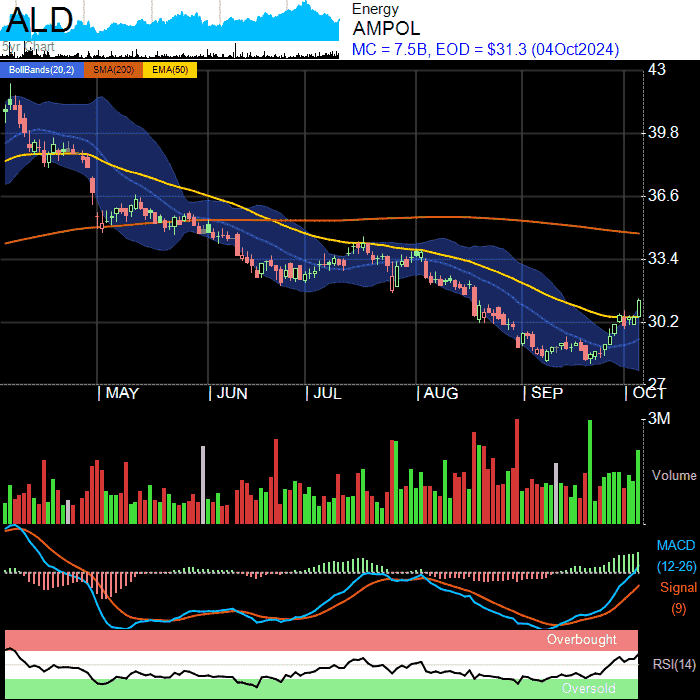 ALD
5yr Chart
Energy
AMPOL
MC = 7.5B, EOD = $31.3 (04Oct2024)
BollBands(20,2) SMA(200) EMA(50)
43
39.8
36.6
33.4
30.2
27
MAY JUN JUL AUG SEP OCT
3M
Volume
MACD
(12-26)
Signal
(9)
Overbought
RSI(14)
Oversold